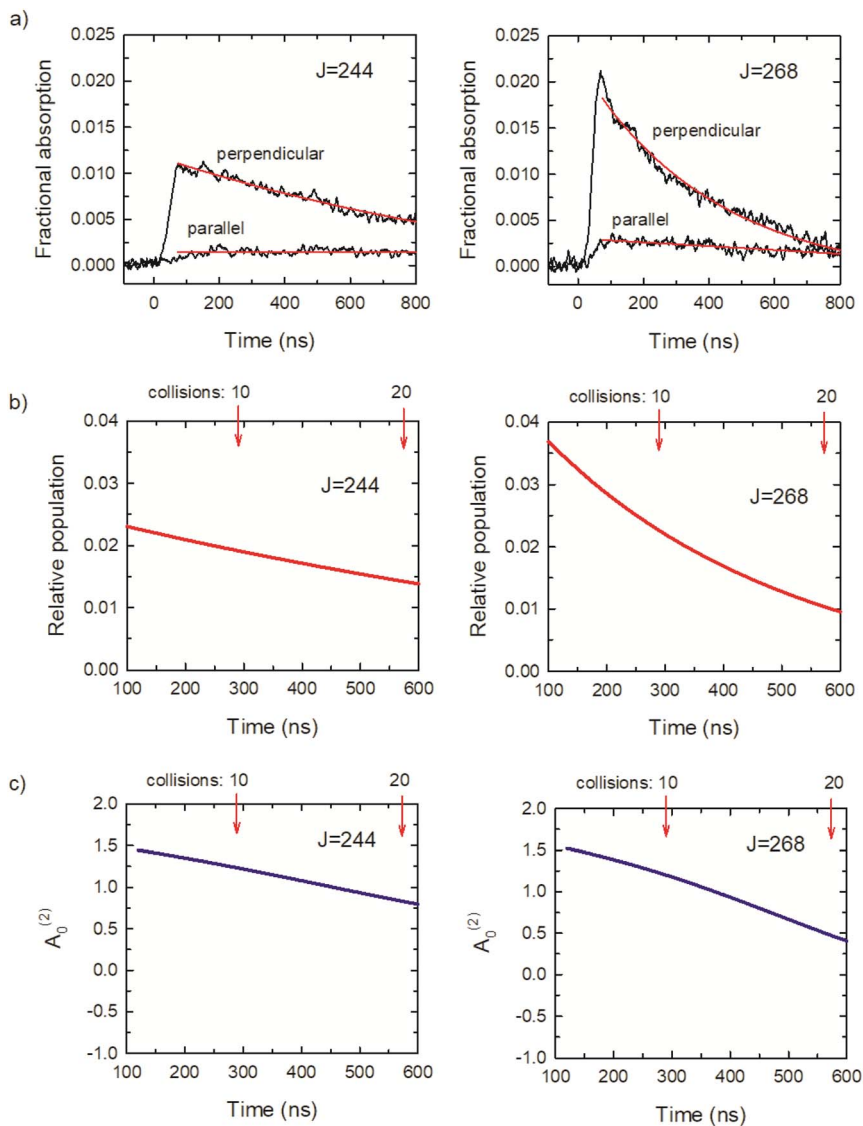 a)
0.025
0.020
0.015
0.010
0.005
0.000
Fractional absorption
J=244
perpendicular
parallel
0 200 400 600 800
Time (ns)
0.025
0.020
0.015
0.010
0.005
0.000
Fractional absorption
J=268
perpendicular
parallel
0 200 400 600 800
Time (ns)
b)
collisions: 10 20
0.04
0.03
0.02
0.01
0.00
Relative population
J=244
100 200 300 400 500 600
Time (ns)
collisions: 10 20
0.04
0.03
0.02
0.01
0.00
Relative population
J=268
100 200 300 400 500 600
Time (ns)
c)
collisions: 10 20
2.0
1.5
1.0
0.5
0.0
-0.5
-1.0
A₀⁽²⁾
J=244
100 200 300 400 500 600
Time (ns)
collisions: 10 20
2.0
1.5
1.0
0.5
0.0
-0.5
-1.0
A₀⁽²⁾
J=268
100 200 300 400 500 600
Time (ns)